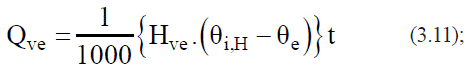 Q_ve = 1/1000 {H_ve.(θ_i,H − θ_e)} t (3.11);